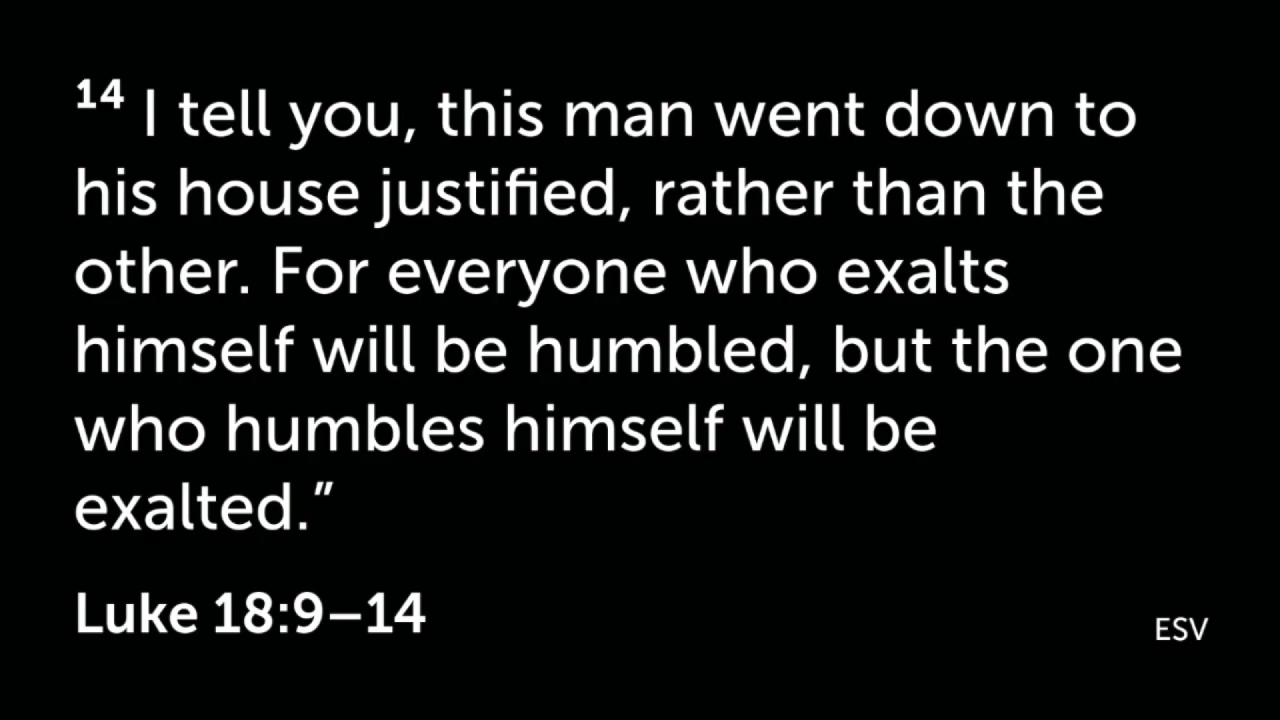 14 I tell you, this man went down to
his house justified, rather than the
other. For everyone who exalts
himself will be humbled, but the one
who humbles himself will be
exalted.”
Luke 18:9–14
ESV